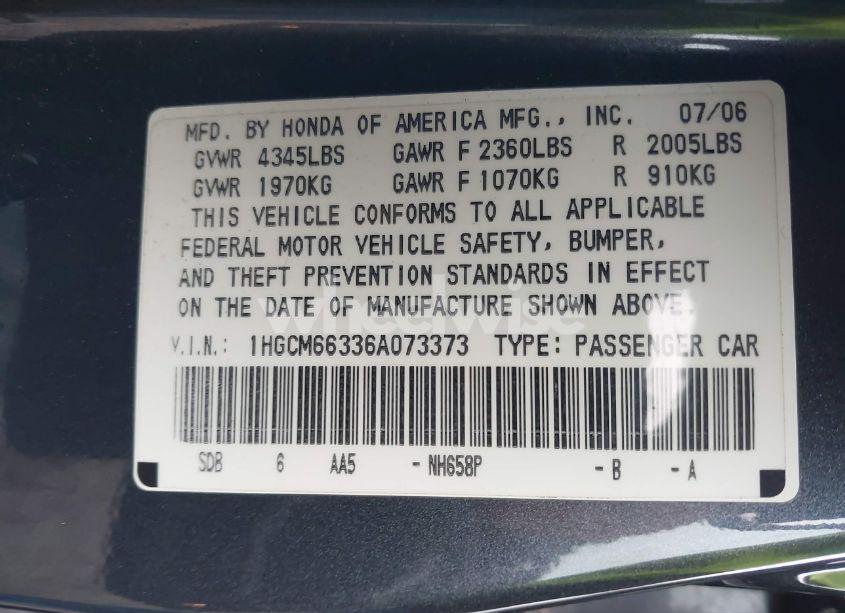 MFD. BY HONDA OF AMERICA MFG., INC. 07/06
GVWR 4345LBS GAWR F 2360LBS R 2005LBS
GVWR 1970KG GAWR F 1070KG R 910KG
THIS VEHICLE CONFORMS TO ALL APPLICABLE
FEDERAL MOTOR VEHICLE SAFETY, BUMPER,
AND THEFT PREVENTION STANDARDS IN EFFECT
ON THE DATE OF MANUFACTURE SHOWN ABOVE.
wheelwise
V.I.N.: 1HGCM66336A073373 TYPE: PASSENGER CAR
SDB 6 AA5 -NH658P -B -A